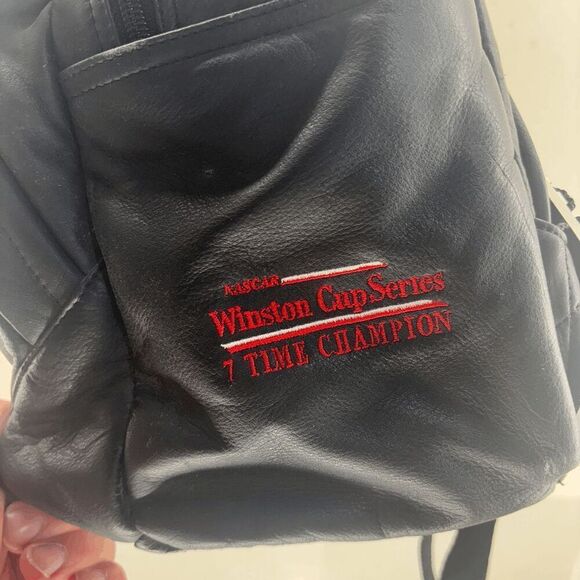 NASCAR
Winston Cup Series
7 TIME CHAMPION